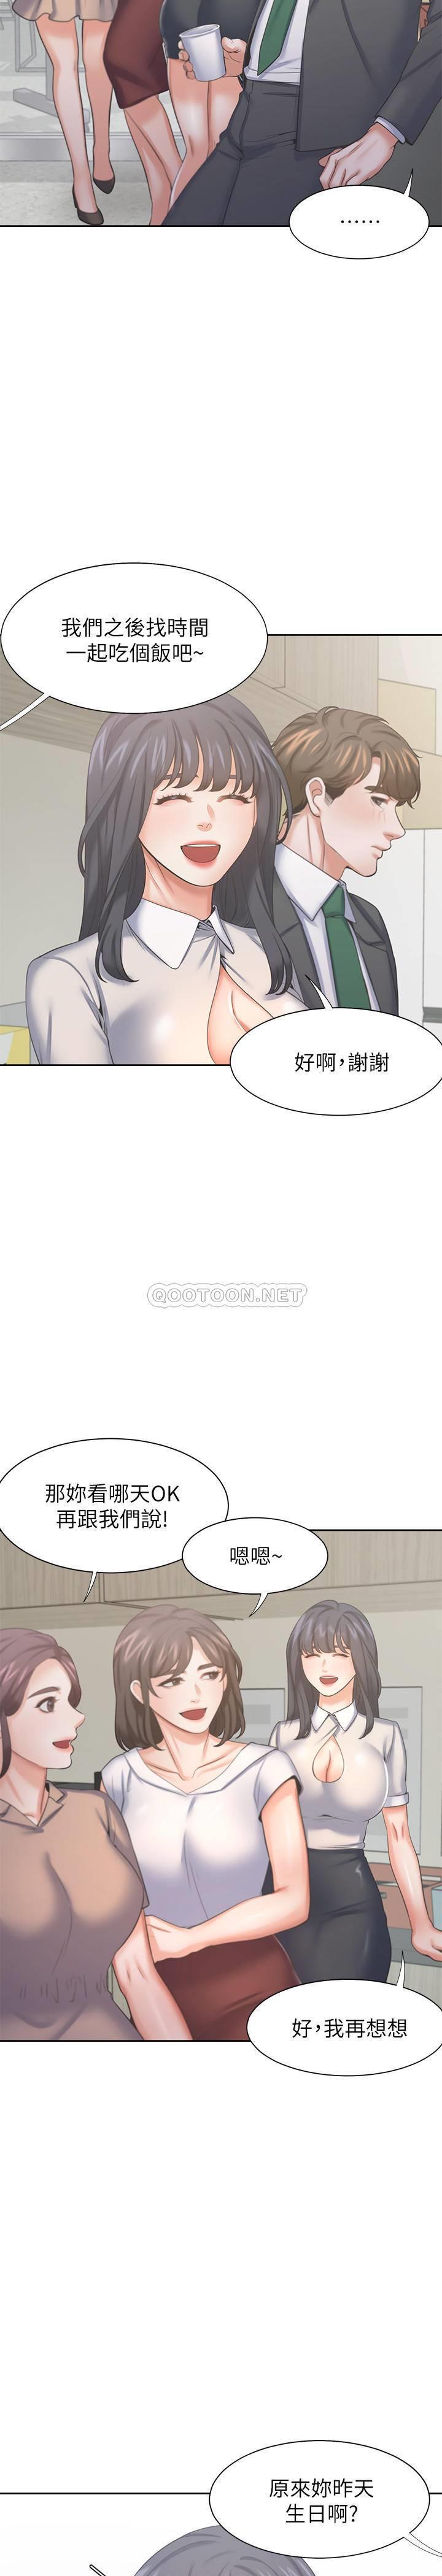 ......
我們之後找時間
一起吃個飯吧~
好啊，謝謝
QOOTOON.NET
那妳看哪天OK
再跟我們說!
嗯嗯~
好，我再想想
原來妳昨天
生日啊?